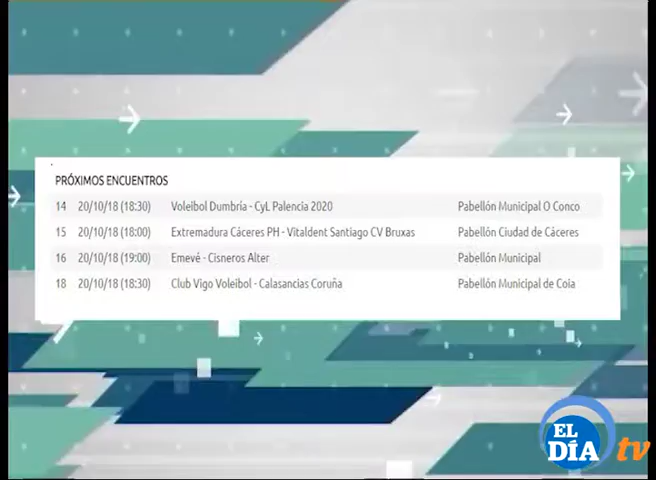 PRÓXIMOS ENCUENTROS
14 20/10/18 (18:30) Voleibol Dumbría - CyL Palencia 2020 Pabellón Municipal O Conco
15 20/10/18 (18:00) Extremadura Cáceres PH - Vitaldent Santiago CV Bruxas Pabellón Ciudad de Cáceres
16 20/10/18 (19:00) Emevé - Cisneros Alter Pabellón Municipal
18 20/10/18 (18:30) Club Vigo Voleibol - Calasancias Coruña Pabellón Municipal de Coia
EL
DÍA tv